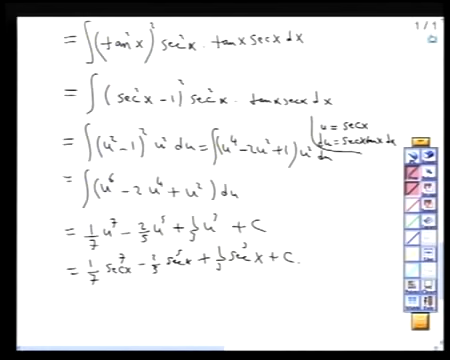 1 / 1
= ∫(tan²x)² sec²x · tanx secx dx
= ∫(sec²x − 1)² sec²x · tanx secx dx
u = secx
du = secx tanx dx
= ∫(u² − 1)² u² du = ∫(u⁴ − 2u² + 1) u² du
= ∫(u⁶ − 2u⁴ + u²) du
= 1/7 u⁷ − 2/5 u⁵ + 1/3 u³ + C
= 1/7 sec⁷x − 2/5 sec⁵x + 1/3 sec³x + C.